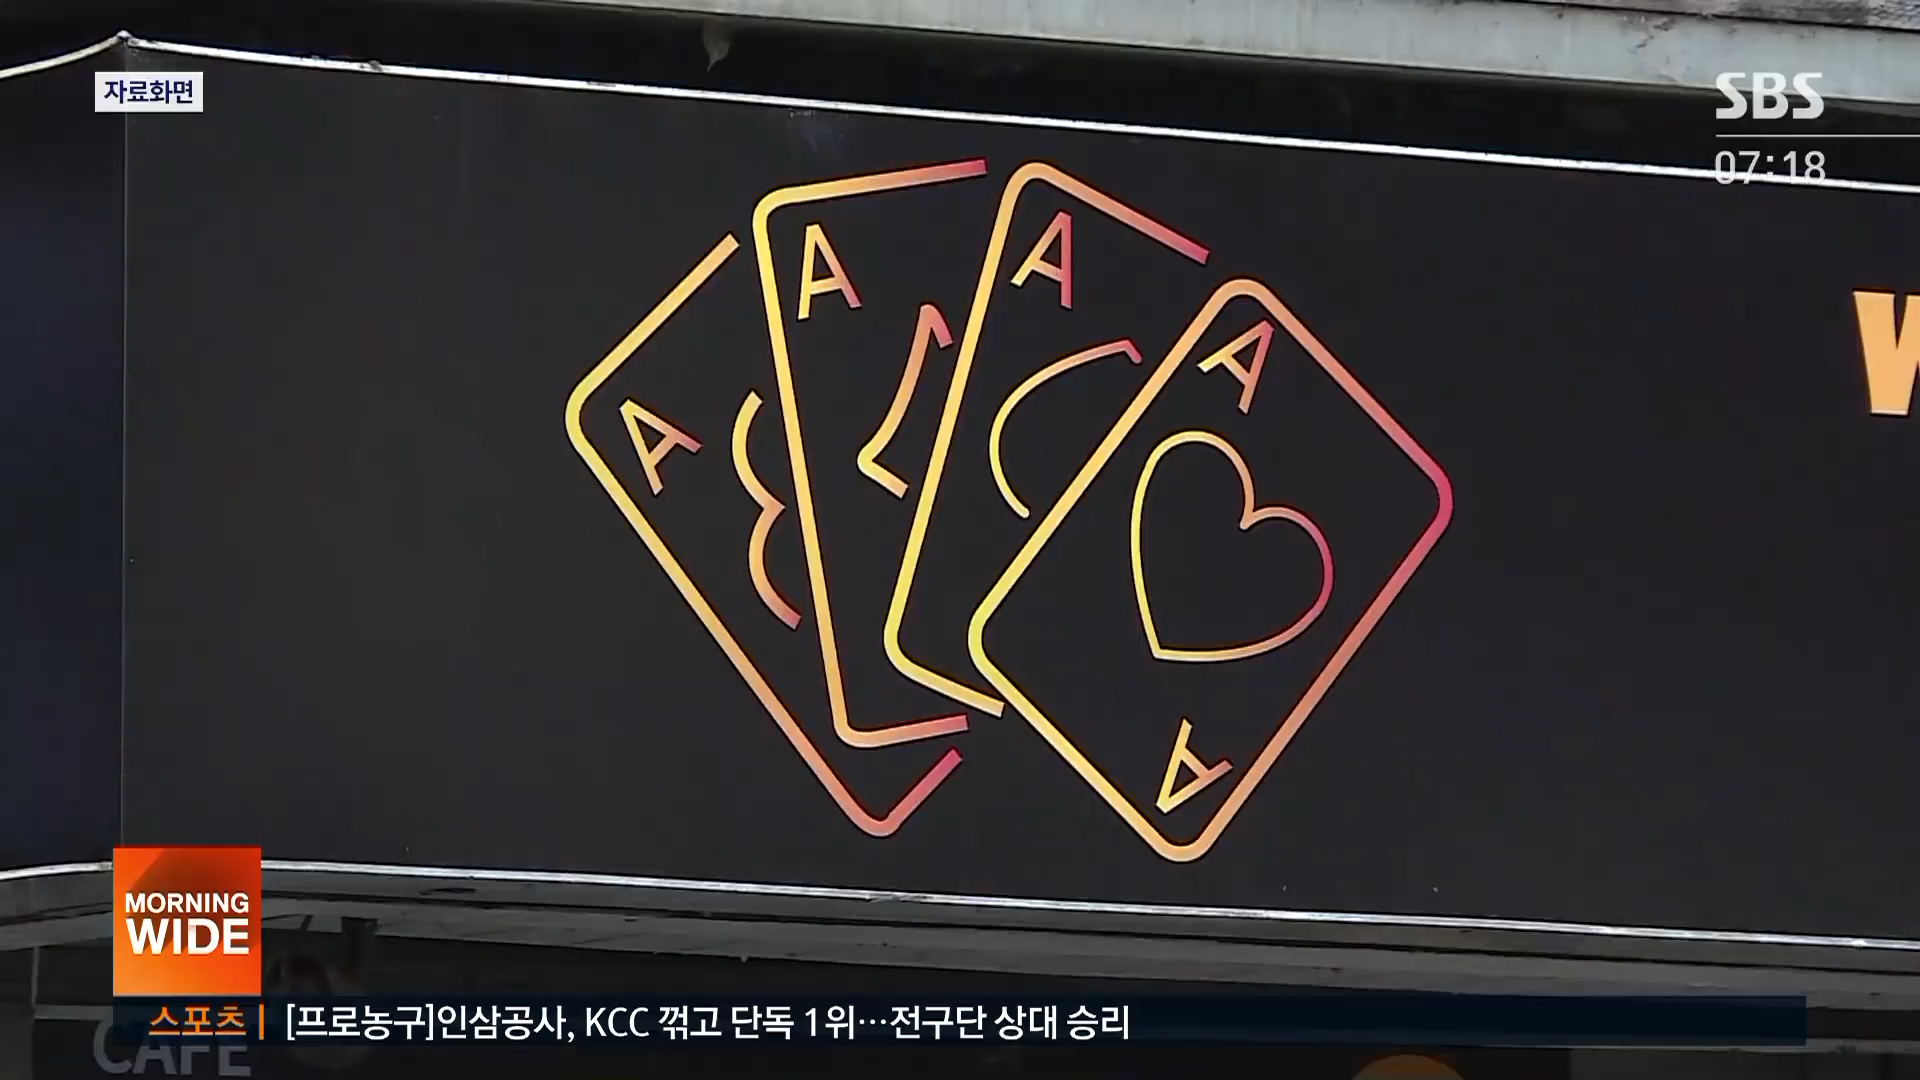 자료화면
SBS
07:18
A
A
A
A
A
W
MORNING
WIDE
스포츠 | [프로농구]인삼공사, KCC 꺾고 단독 1위…전구단 상대 승리
CAFE